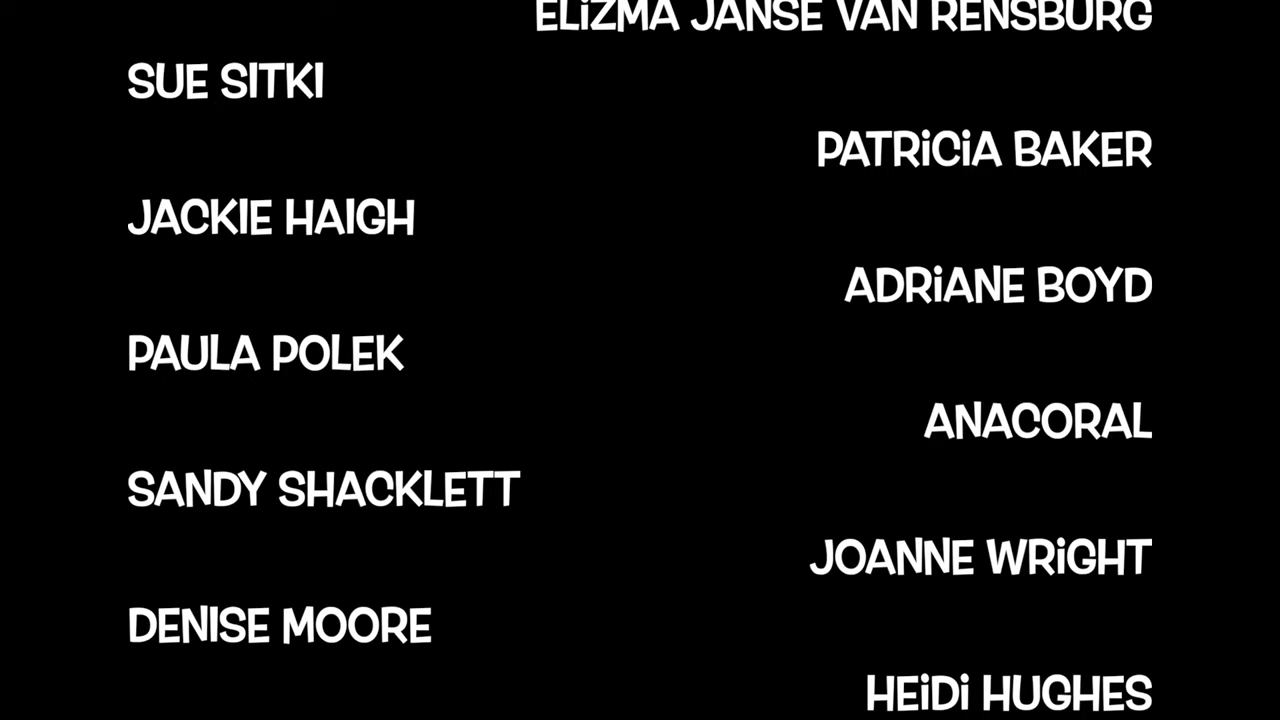 ELiZMA JANSE VAN RENSBURG
SUE SITKI
PATRiCiA BAKER
JACKIE HAIGH
ADRiANE BOYD
PAULA POLEK
ANACORAL
SANDY SHACKLETT
JOANNE WRiGHT
DENISE MOORE
HEiDi HUGHES